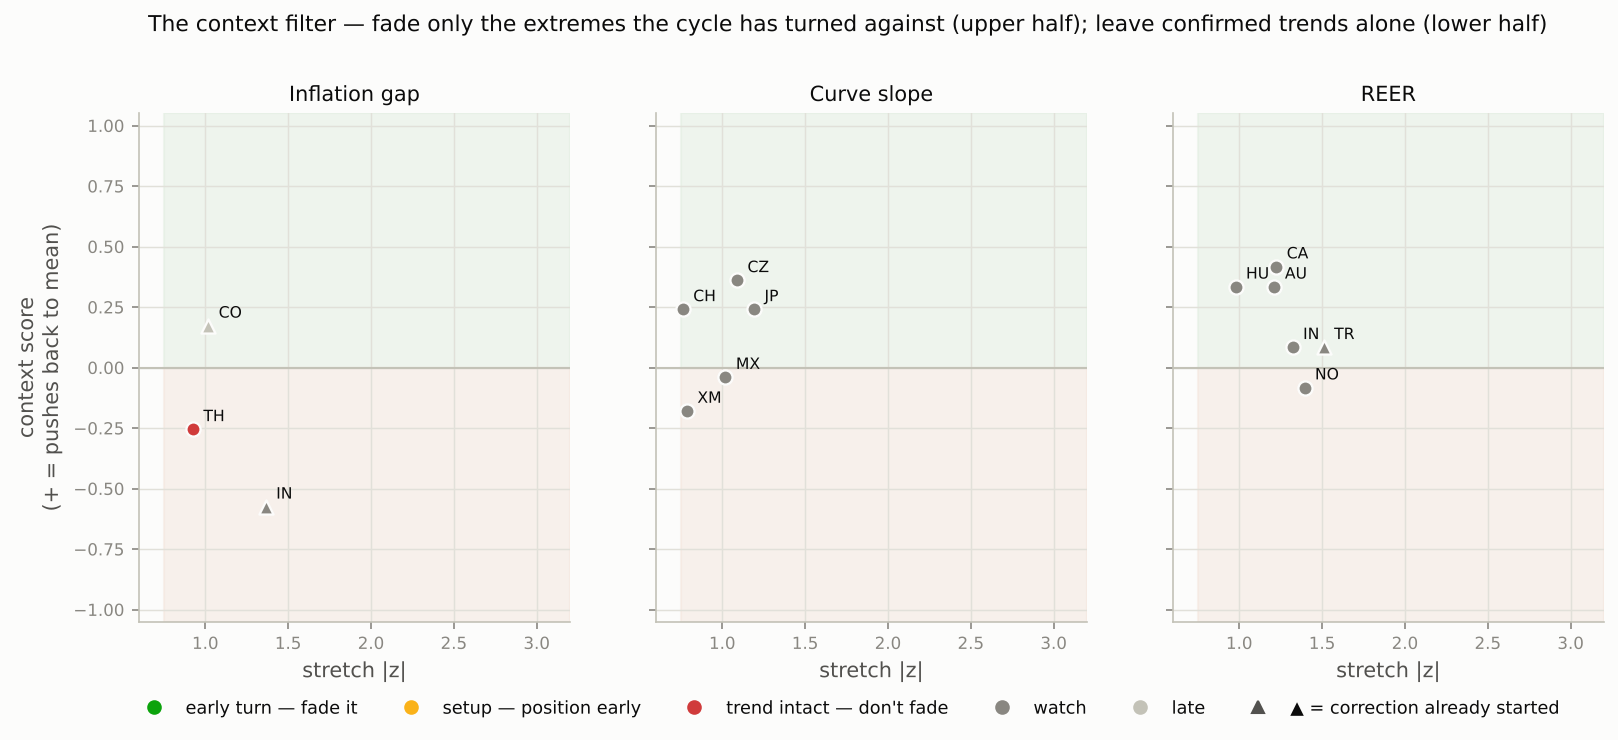 The context filter — fade only the extremes the cycle has turned against (upper half); leave confirmed trends alone (lower half)
Inflation gap
Curve slope
REER
context score
(+ = pushes back to mean)
1.00
0.75
0.50
0.25
0.00
−0.25
−0.50
−0.75
−1.00
CO
TH
IN
CZ
CH
JP
MX
XM
CA
HU
AU
IN
TR
NO
1.0 1.5 2.0 2.5 3.0
1.0 1.5 2.0 2.5 3.0
1.0 1.5 2.0 2.5 3.0
stretch |z|
stretch |z|
stretch |z|
early turn — fade it
setup — position early
trend intact — don't fade
watch
late
▲ = correction already started